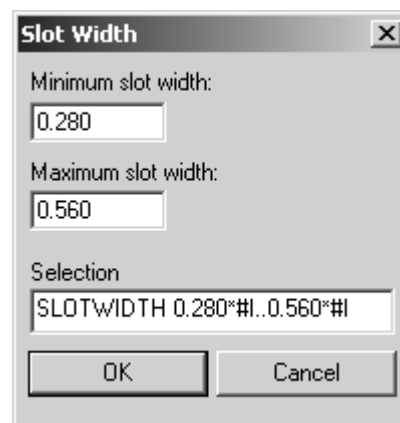 Slot Width
Minimum slot width:
0.280
Maximum slot width:
0.560
Selection
SLOTWIDTH 0.280*#I..0.560*#I
OK Cancel